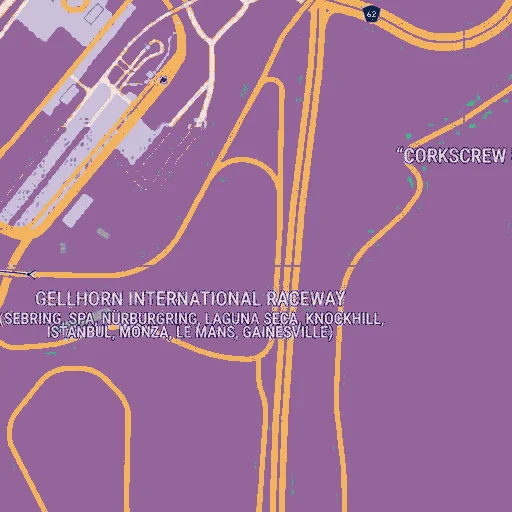 62
“CORKSCREW
GELLHORN INTERNATIONAL RACEWAY
(SEBRING, SPA, NÜRBURGRING, LAGUNA SECA, KNOCKHILL,
ISTANBUL, MONZA, LE MANS, GAINESVILLE)